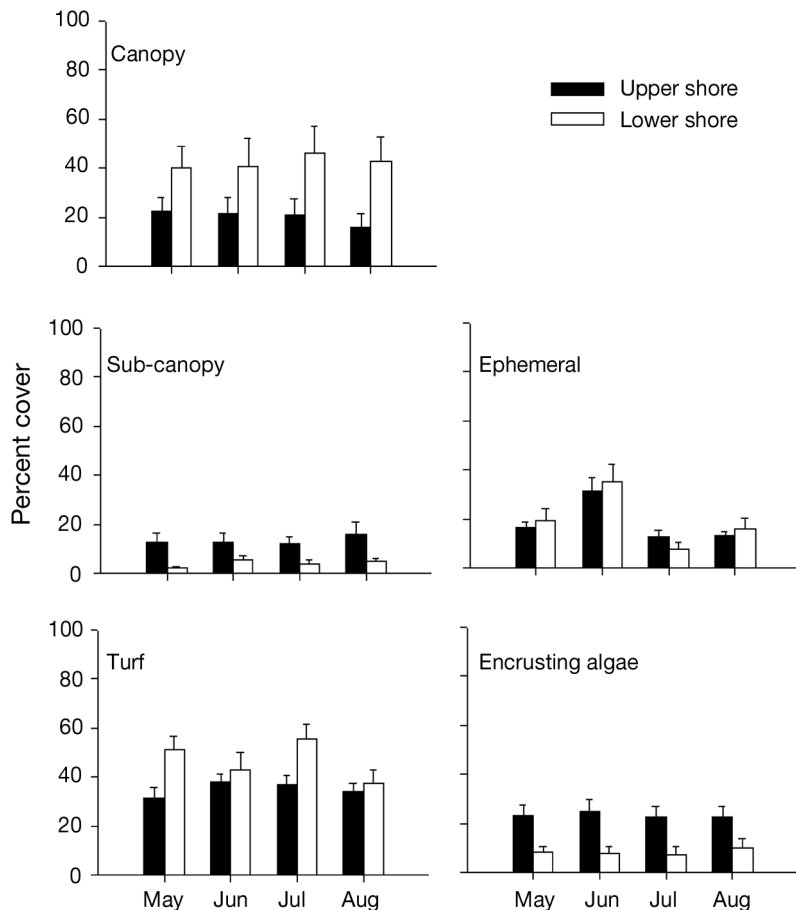 100
Canopy
80
60
40
20
0
Upper shore
Lower shore
Percent cover
100
Sub-canopy
80
60
40
20
0
Ephemeral
100
Turf
80
60
40
20
0
May Jun Jul Aug
Encrusting algae
May Jun Jul Aug